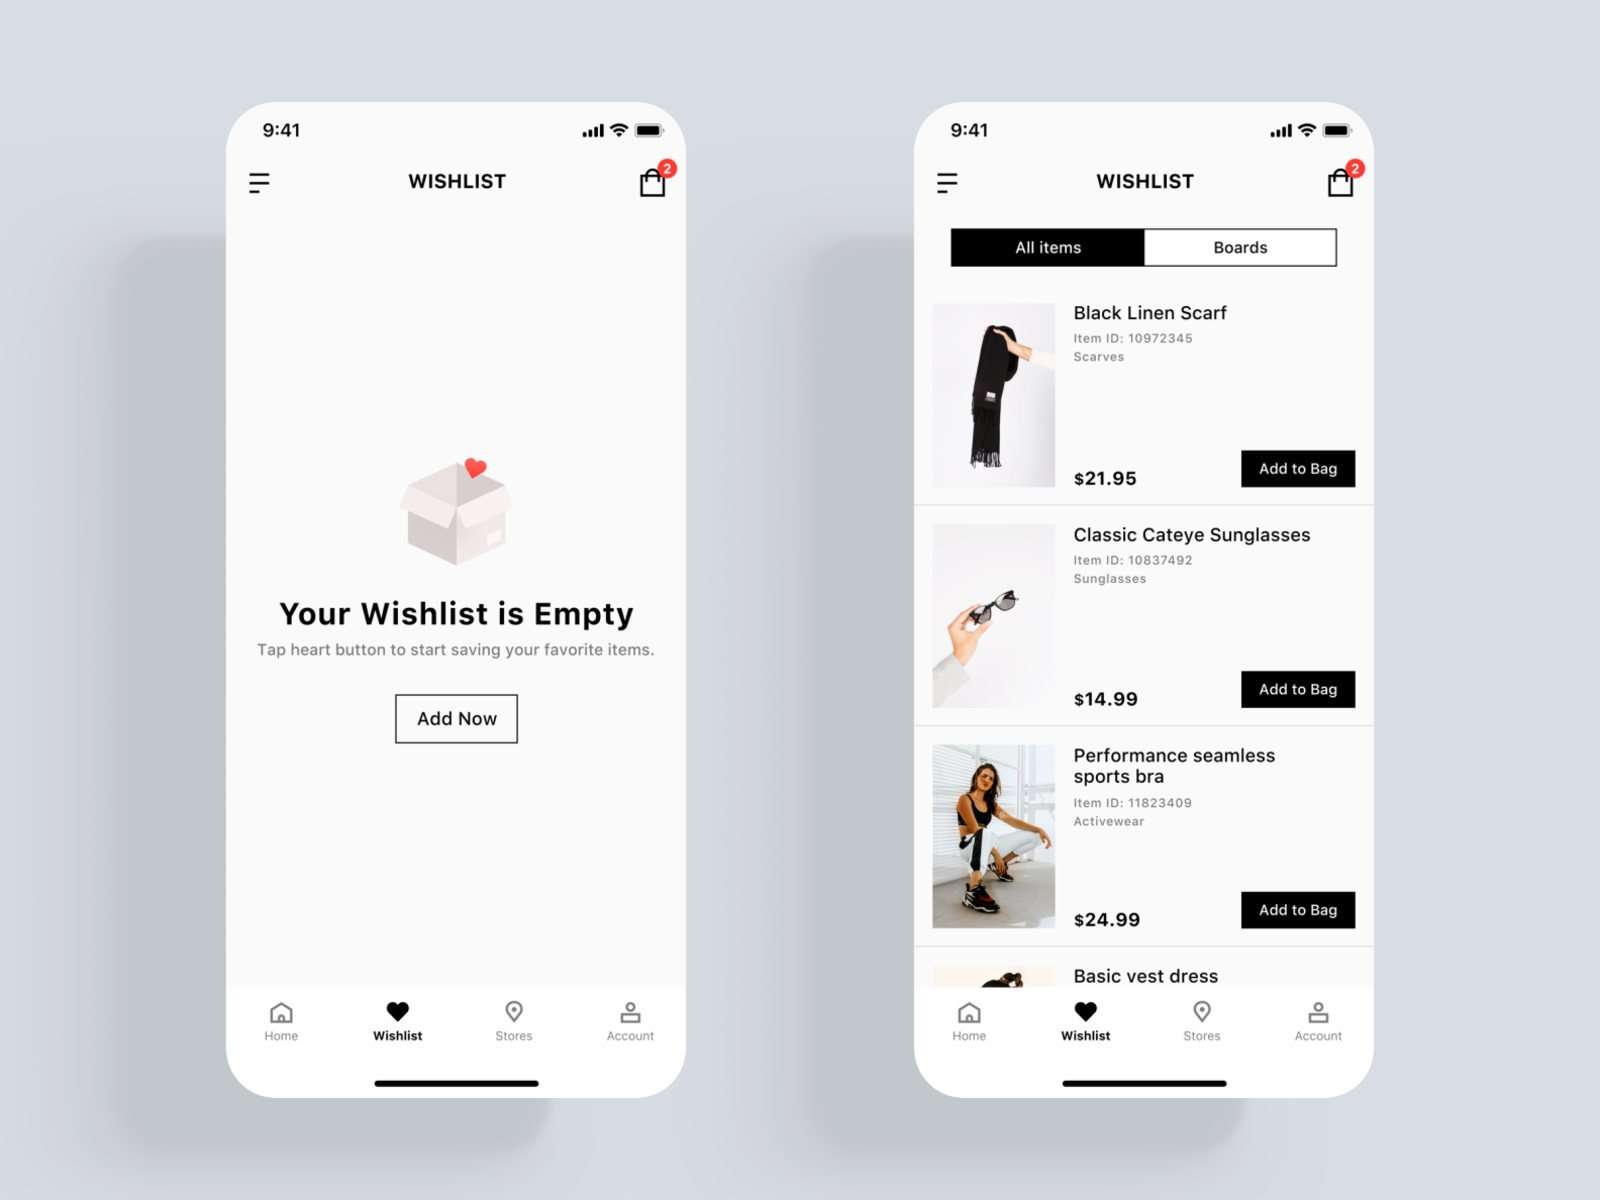 9:41
WISHLIST
2
Your Wishlist is Empty
Tap heart button to start saving your favorite items.
Add Now
Home
Wishlist
Stores
Account
9:41
WISHLIST
2
All items
Boards
Black Linen Scarf
Item ID: 10972345
Scarves
$21.95
Add to Bag
Classic Cateye Sunglasses
Item ID: 10837492
Sunglasses
$14.99
Add to Bag
Performance seamless
sports bra
Item ID: 11823409
Activewear
$24.99
Add to Bag
Basic vest dress
Home
Wishlist
Stores
Account